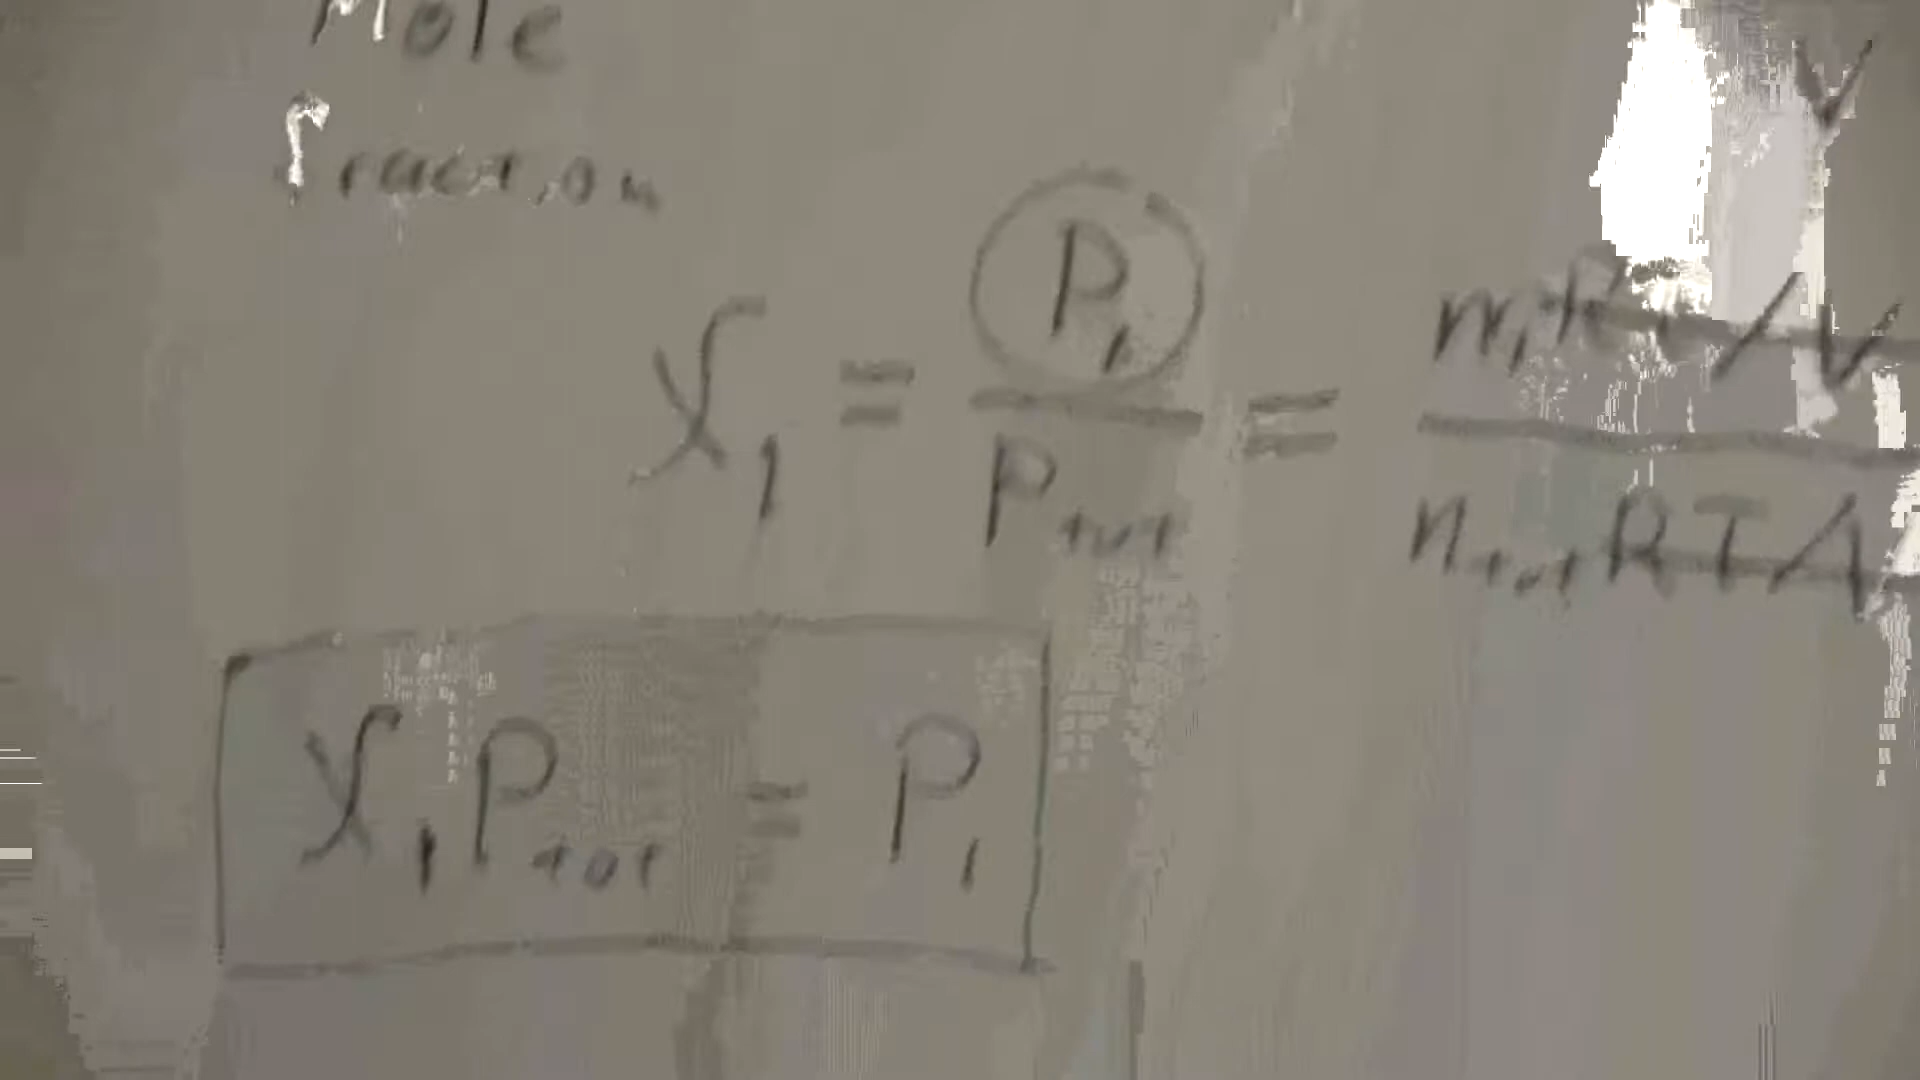 Mole
fraction
X₁ = P₁ / Ptot = n₁RT/V / ntotRT/V
X₁Ptot = P₁